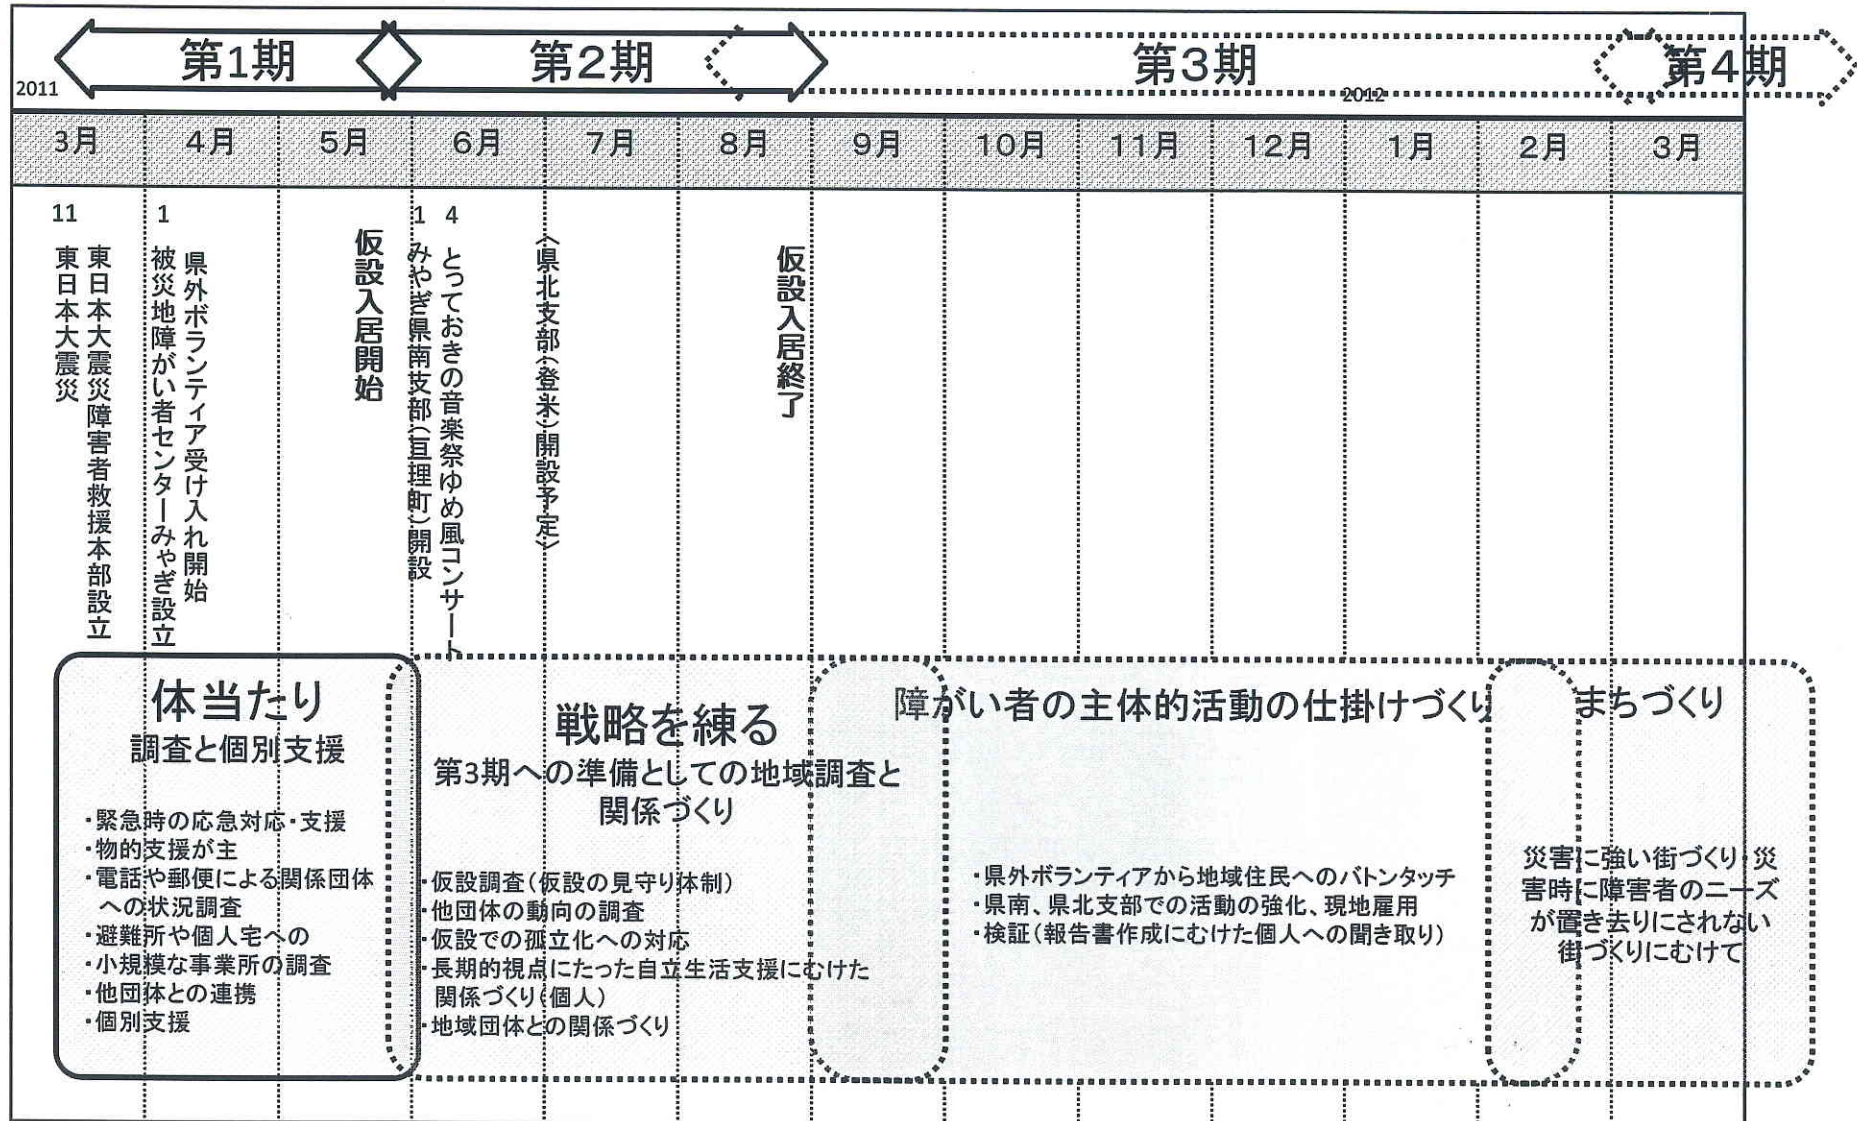 第1期
第2期
第3期
第4期
2011
2012
3月
4月
5月
6月
7月
8月
9月
10月
11月
12月
1月
2月
3月
11
東日本大震災
東日本大震災障害者救援本部設立
1
被災地障がい者センターみやぎ設立
県外ボランティア受け入れ開始
仮設入居開始
1
みやぎ県南支部(亘理町)開設
4
とっておきの音楽祭ゆめ風コンサート
〈県北支部(登米)開設予定〉
仮設入居終了
体当たり
調査と個別支援
・緊急時の応急対応・支援
・物的支援が主
・電話や郵便による関係団体
への状況調査
・避難所や個人宅への
・小規模な事業所の調査
・他団体との連携
・個別支援
戦略を練る
第3期への準備としての地域調査と
関係づくり
・仮設調査(仮設の見守り体制)
・他団体の動向の調査
・仮設での孤立化への対応
・長期的視点にたった自立生活支援にむけた
関係づくり(個人)
・地域団体との関係づくり
障がい者の主体的活動の仕掛けづくり
・県外ボランティアから地域住民へのバトンタッチ
・県南、県北支部での活動の強化、現地雇用
・検証(報告書作成にむけた個人への聞き取り)
まちづくり
災害に強い街づくり・災
害時に障害者のニーズ
が置き去りにされない
街づくりにむけて